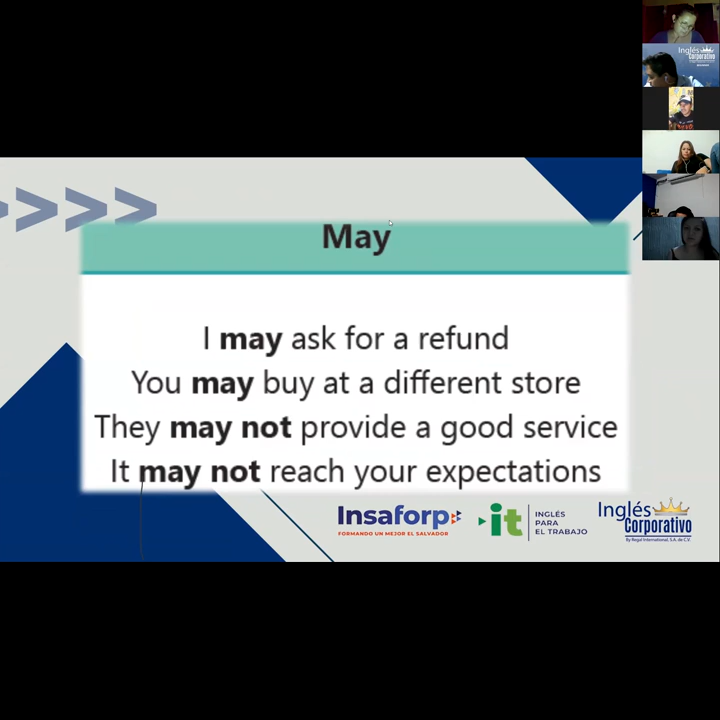 Inglés
Corporativo
May
I may ask for a refund
You may buy at a different store
They may not provide a good service
It may not reach your expectations
Insaforp
FORMANDO UN MEJOR EL SALVADOR
it
INGLÉS
PARA
EL TRABAJO
Inglés
Corporativo
By Regal International, S.A. de C.V.